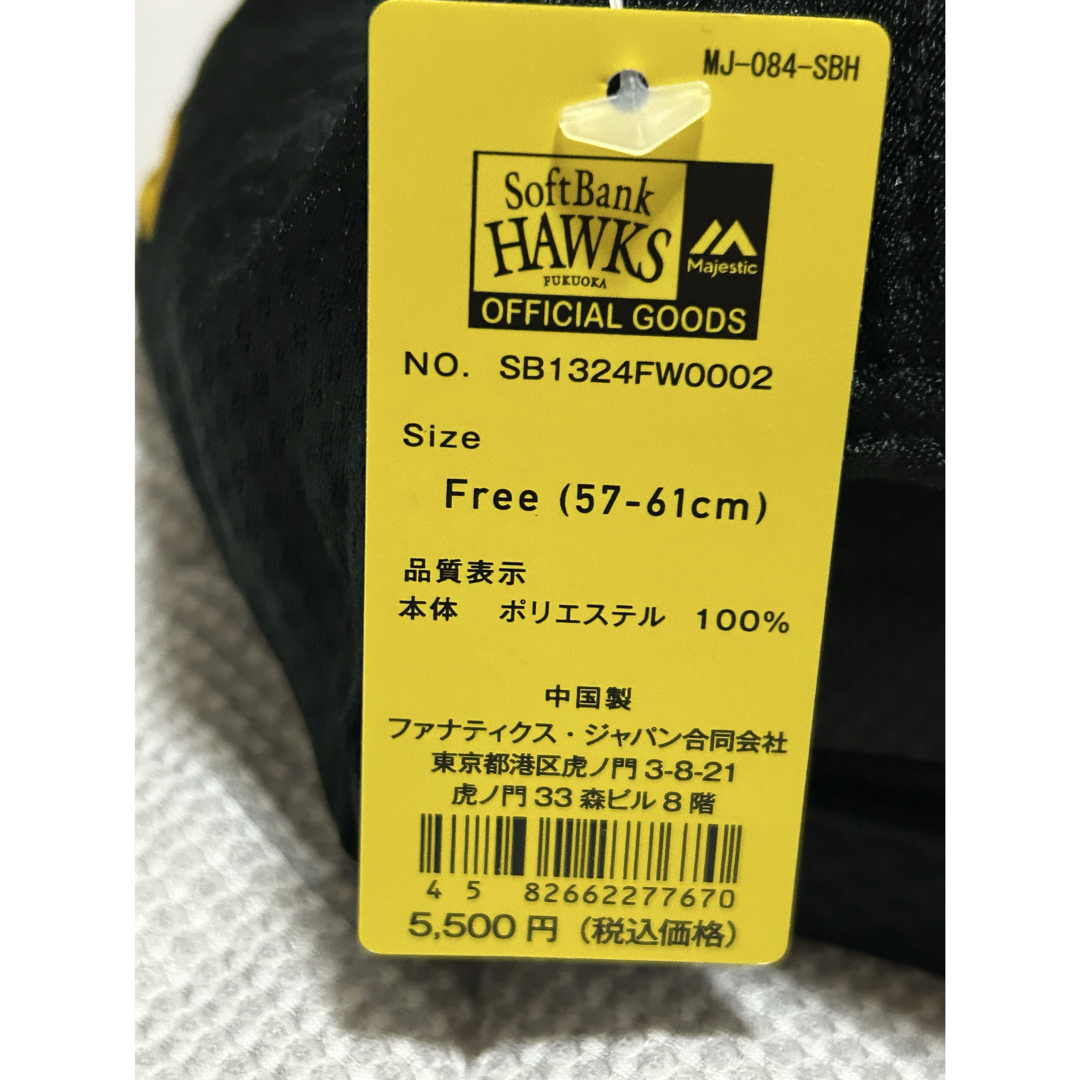 MJ-084-SBH
SoftBank
HAWKS
FUKUOKA
Majestic
OFFICIAL GOODS
NO. SB1324FW0002
Size
Free (57-61cm)
品質表示
本体 ポリエステル 100%
中国製
ファナティクス・ジャパン合同会社
東京都港区虎ノ門3-8-21
虎ノ門33森ビル8階
4 5 82662277670
5,500円（税込価格）